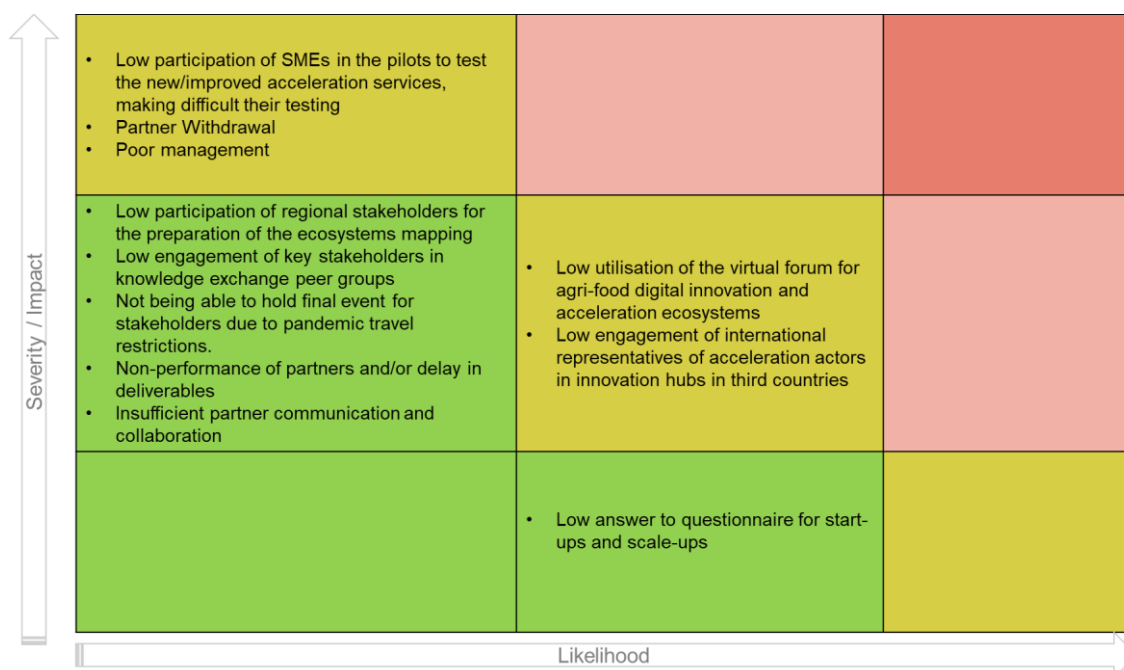 Severity / Impact
• Low participation of SMEs in the pilots to test
the new/improved acceleration services,
making difficult their testing
• Partner Withdrawal
• Poor management
• Low participation of regional stakeholders for
the preparation of the ecosystems mapping
• Low engagement of key stakeholders in
knowledge exchange peer groups
• Not being able to hold final event for
stakeholders due to pandemic travel
restrictions.
• Non-performance of partners and/or delay in
deliverables
• Insufficient partner communication and
collaboration
• Low utilisation of the virtual forum for
agri-food digital innovation and
acceleration ecosystems
• Low engagement of international
representatives of acceleration actors
in innovation hubs in third countries
• Low answer to questionnaire for start-
ups and scale-ups
Likelihood